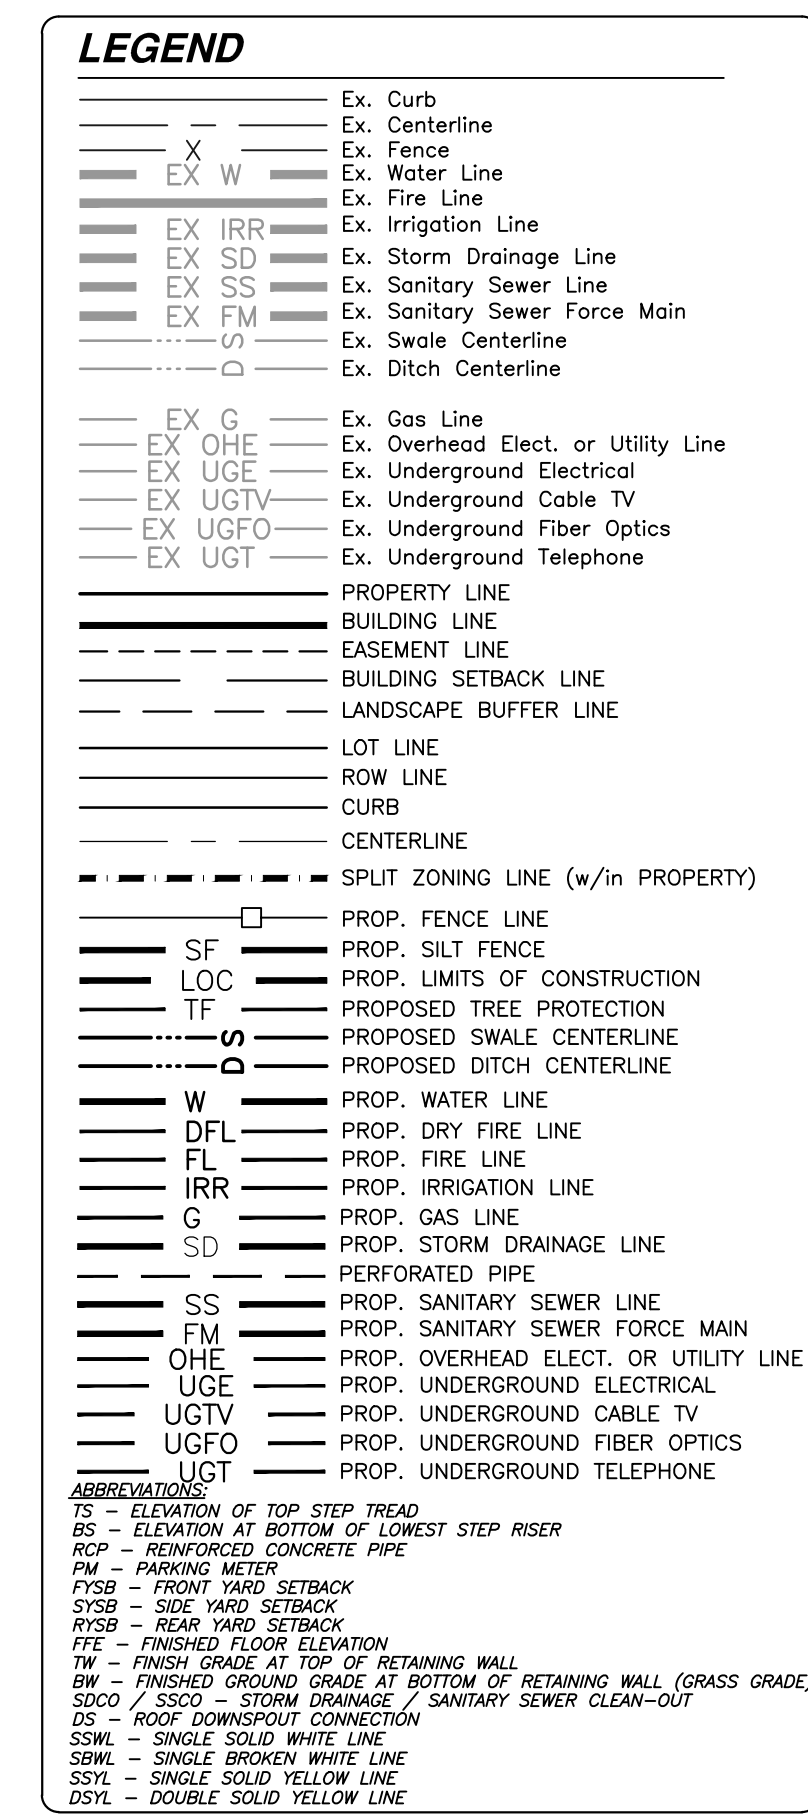 LEGEND
Ex. Curb
Ex. Centerline
X Ex. Fence
EX W Ex. Water Line
Ex. Fire Line
EX IRR Ex. Irrigation Line
EX SD Ex. Storm Drainage Line
EX SS Ex. Sanitary Sewer Line
EX FM Ex. Sanitary Sewer Force Main
S Ex. Swale Centerline
D Ex. Ditch Centerline
EX G Ex. Gas Line
EX OHE Ex. Overhead Elect. or Utility Line
EX UGE Ex. Underground Electrical
EX UGTV Ex. Underground Cable TV
EX UGFO Ex. Underground Fiber Optics
EX UGT Ex. Underground Telephone
PROPERTY LINE
BUILDING LINE
EASEMENT LINE
BUILDING SETBACK LINE
LANDSCAPE BUFFER LINE
LOT LINE
ROW LINE
CURB
CENTERLINE
SPLIT ZONING LINE (w/in PROPERTY)
PROP. FENCE LINE
SF PROP. SILT FENCE
LOC PROP. LIMITS OF CONSTRUCTION
TF PROPOSED TREE PROTECTION
S PROPOSED SWALE CENTERLINE
D PROPOSED DITCH CENTERLINE
W PROP. WATER LINE
DFL PROP. DRY FIRE LINE
FL PROP. FIRE LINE
IRR PROP. IRRIGATION LINE
G PROP. GAS LINE
SD PROP. STORM DRAINAGE LINE
PERFORATED PIPE
SS PROP. SANITARY SEWER LINE
FM PROP. SANITARY SEWER FORCE MAIN
OHE PROP. OVERHEAD ELECT. OR UTILITY LINE
UGE PROP. UNDERGROUND ELECTRICAL
UGTV PROP. UNDERGROUND CABLE TV
UGFO PROP. UNDERGROUND FIBER OPTICS
UGT PROP. UNDERGROUND TELEPHONE
ABBREVIATIONS:
TS – ELEVATION OF TOP STEP TREAD
BS – ELEVATION AT BOTTOM OF LOWEST STEP RISER
RCP – REINFORCED CONCRETE PIPE
PM – PARKING METER
FYSB – FRONT YARD SETBACK
SYSB – SIDE YARD SETBACK
RYSB – REAR YARD SETBACK
FFE – FINISHED FLOOR ELEVATION
TW – FINISH GRADE AT TOP OF RETAINING WALL
BW – FINISHED GROUND GRADE AT BOTTOM OF RETAINING WALL (GRASS GRADE)
SDCO / SSCO – STORM DRAINAGE / SANITARY SEWER CLEAN–OUT
DS – ROOF DOWNSPOUT CONNECTION
SSWL – SINGLE SOLID WHITE LINE
SBWL – SINGLE BROKEN WHITE LINE
SSYL – SINGLE SOLID YELLOW LINE
DSYL – DOUBLE SOLID YELLOW LINE